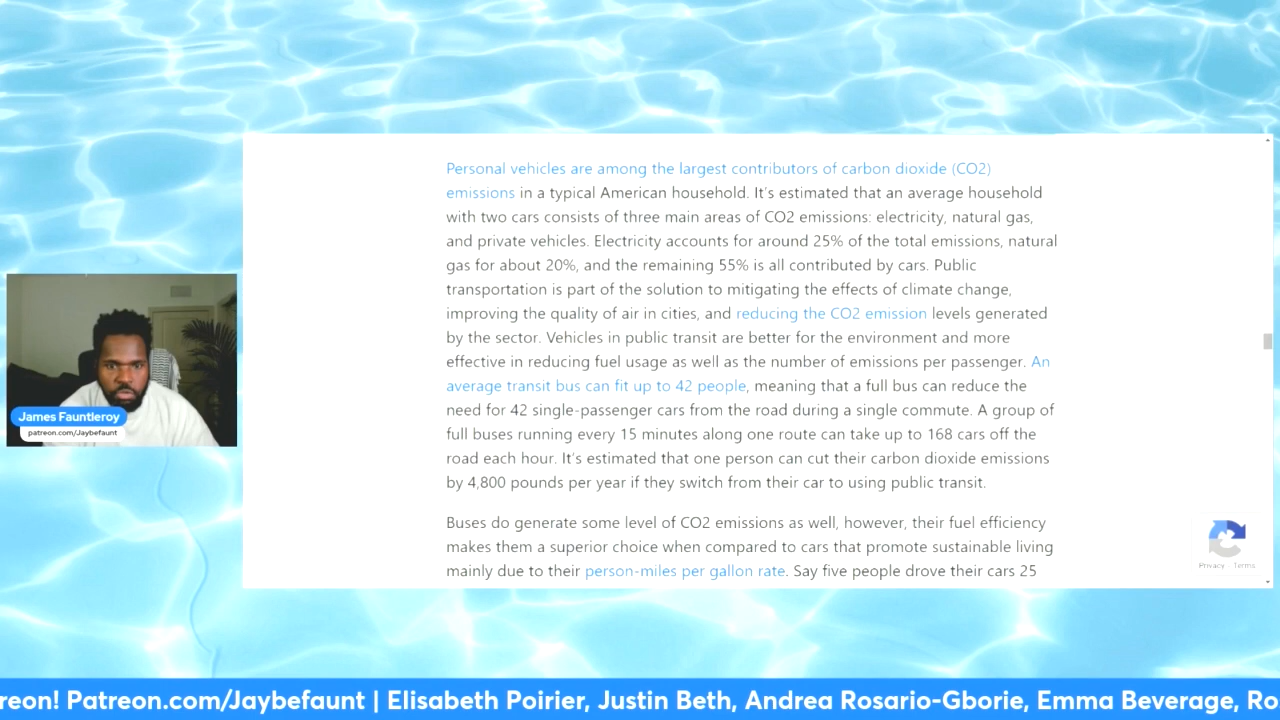 Personal vehicles are among the largest contributors of carbon dioxide (CO2)
emissions in a typical American household. It's estimated that an average household
with two cars consists of three main areas of CO2 emissions: electricity, natural gas,
and private vehicles. Electricity accounts for around 25% of the total emissions, natural
gas for about 20%, and the remaining 55% is all contributed by cars. Public
transportation is part of the solution to mitigating the effects of climate change,
improving the quality of air in cities, and reducing the CO2 emission levels generated
by the sector. Vehicles in public transit are better for the environment and more
effective in reducing fuel usage as well as the number of emissions per passenger. An
average transit bus can fit up to 42 people, meaning that a full bus can reduce the
need for 42 single-passenger cars from the road during a single commute. A group of
full buses running every 15 minutes along one route can take up to 168 cars off the
road each hour. It's estimated that one person can cut their carbon dioxide emissions
by 4,800 pounds per year if they switch from their car to using public transit.
Buses do generate some level of CO2 emissions as well, however, their fuel efficiency
makes them a superior choice when compared to cars that promote sustainable living
mainly due to their person-miles per gallon rate. Say five people drove their cars 25
James Fauntleroy
patreon.com/Jaybefaunt
Privacy - Terms
reon! Patreon.com/Jaybefaunt | Elisabeth Poirier, Justin Beth, Andrea Rosario-Gborie, Emma Beverage, Ro